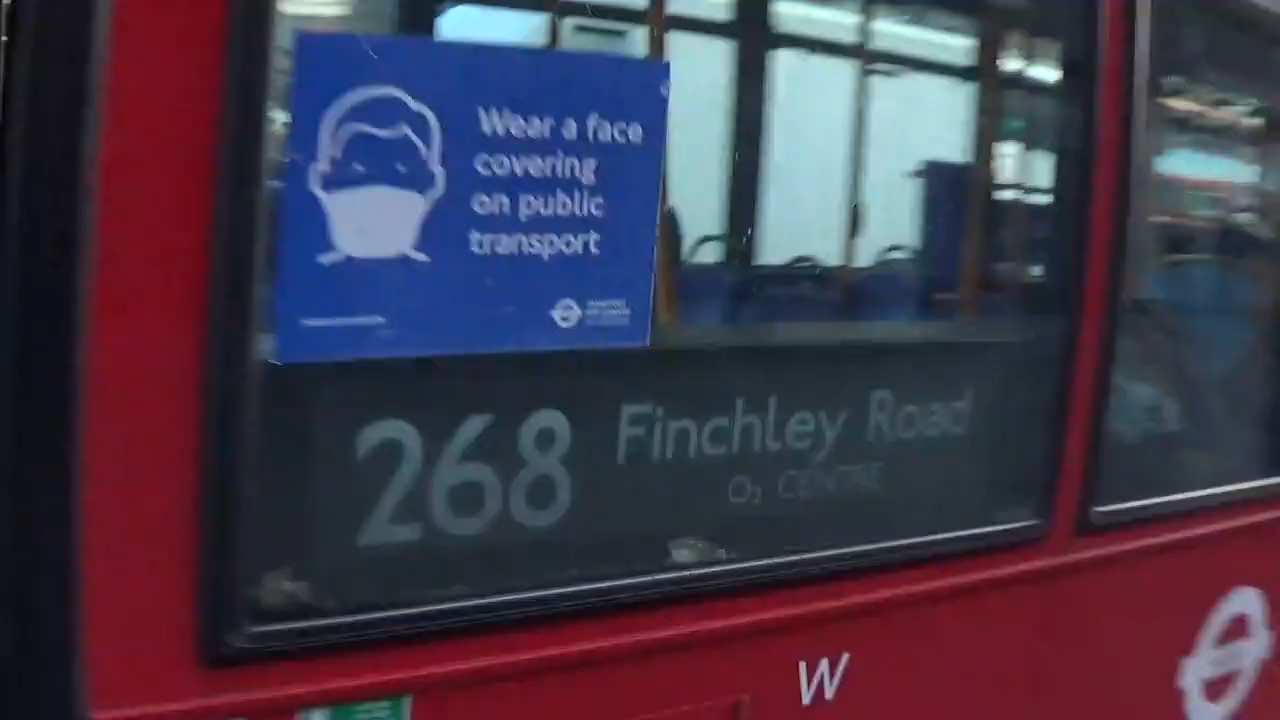 Wear a face
covering
on public
transport
268 Finchley Road
O₂ CENTRE
W